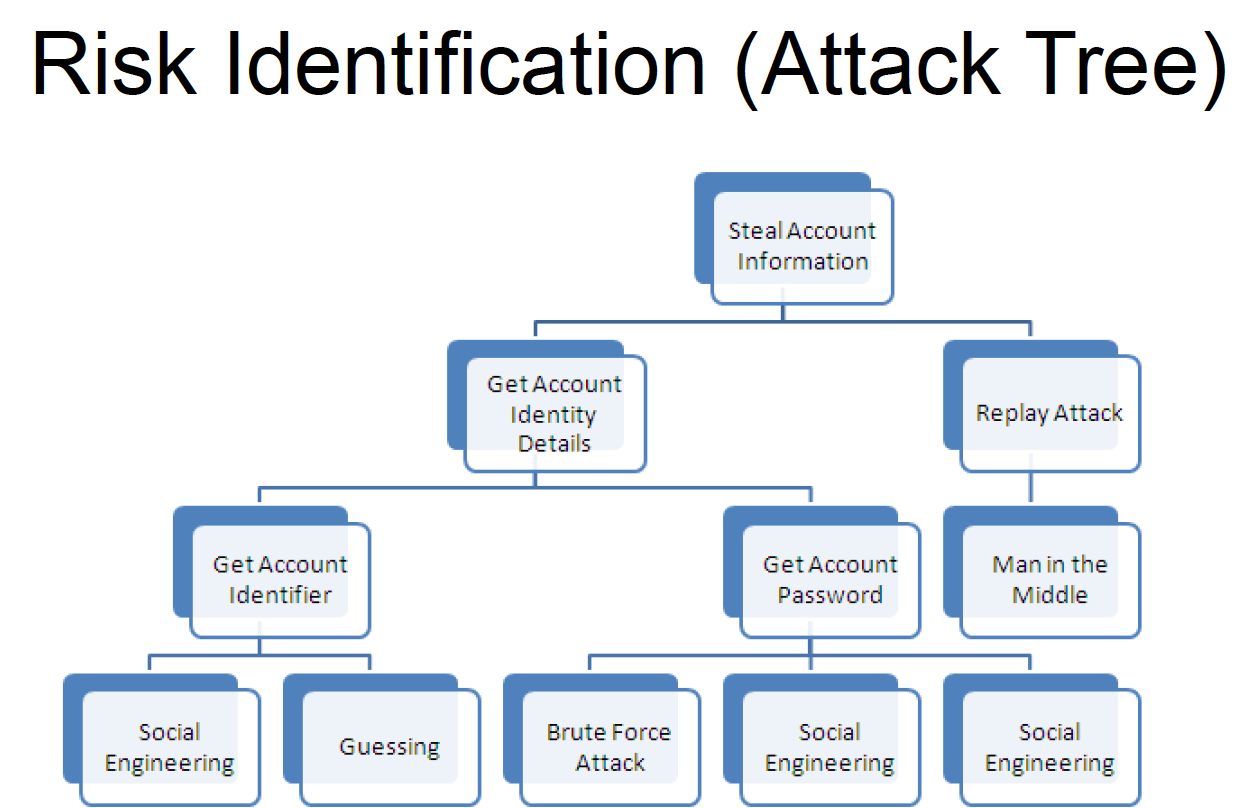 Risk Identification (Attack Tree)
Steal Account
Information
Get Account
Identity
Details
Replay Attack
Get Account
Identifier
Get Account
Password
Man in the
Middle
Social
Engineering
Guessing
Brute Force
Attack
Social
Engineering
Social
Engineering